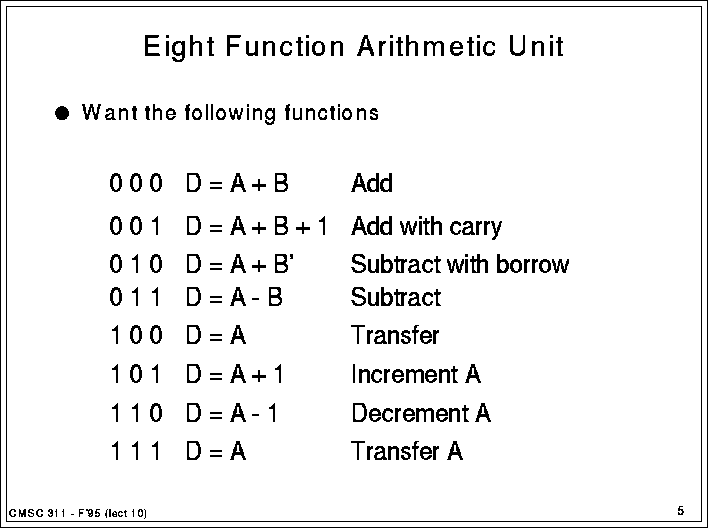 Eight Function Arithmetic Unit
● Want the following functions
0 0 0 D = A + B Add
0 0 1 D = A + B + 1 Add with carry
0 1 0 D = A + B' Subtract with borrow
0 1 1 D = A - B Subtract
1 0 0 D = A Transfer
1 0 1 D = A + 1 Increment A
1 1 0 D = A - 1 Decrement A
1 1 1 D = A Transfer A
CMSC 311 - F'95 (lect 10) 5